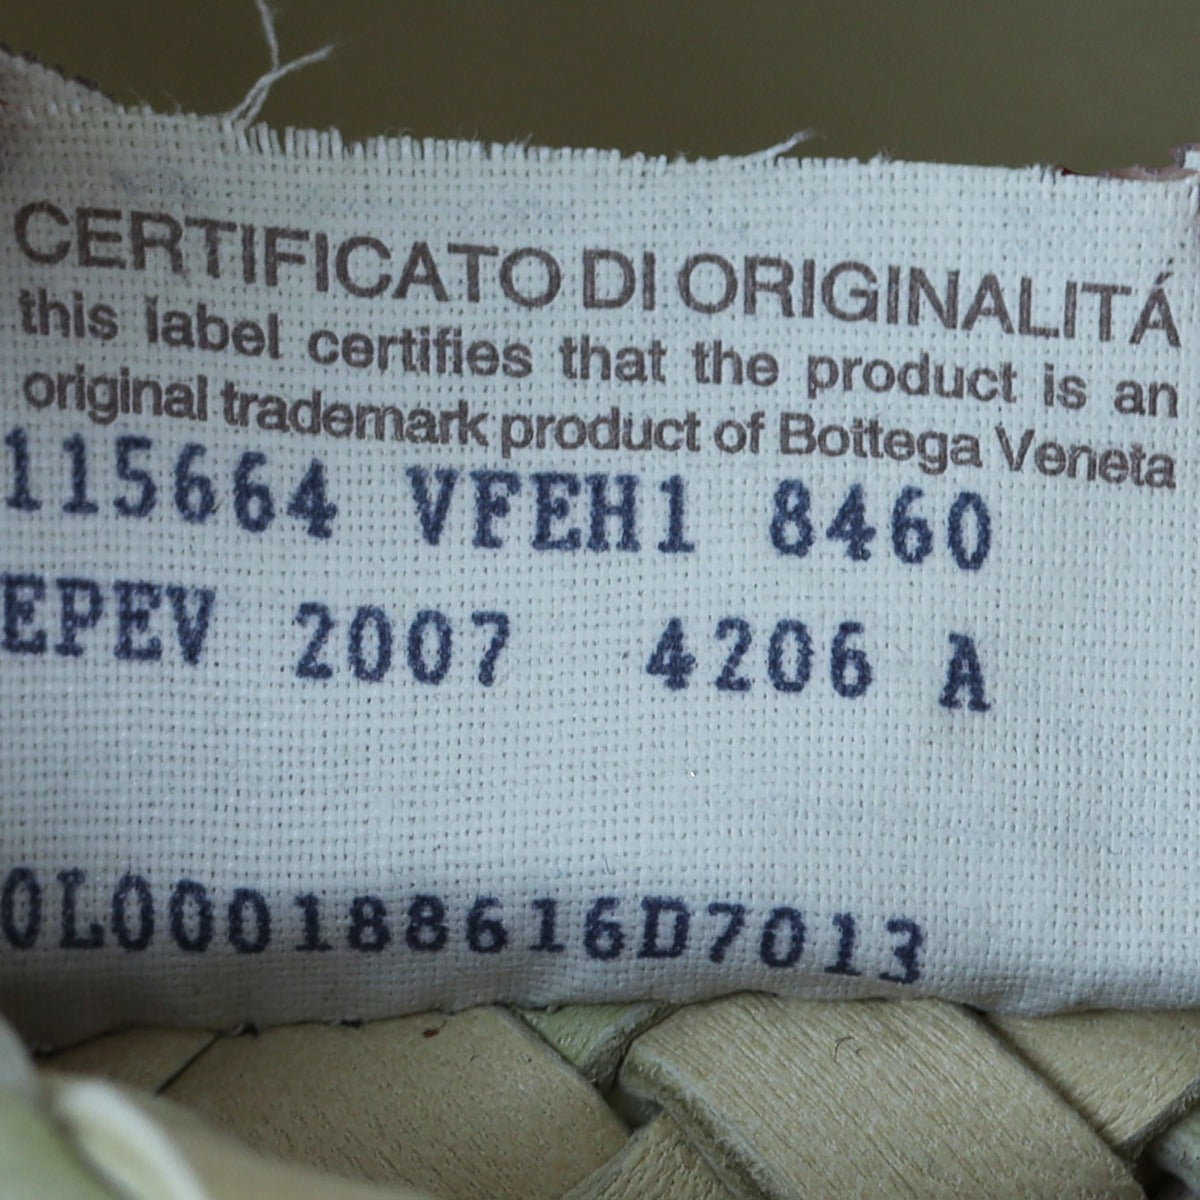 CERTIFICATO DI ORIGINALITÁ
this label certifies that the product is an
original trademark product of Bottega Veneta
115664 VFEH1 8460
EPEV 2007 4206 A
0L000188616D7013